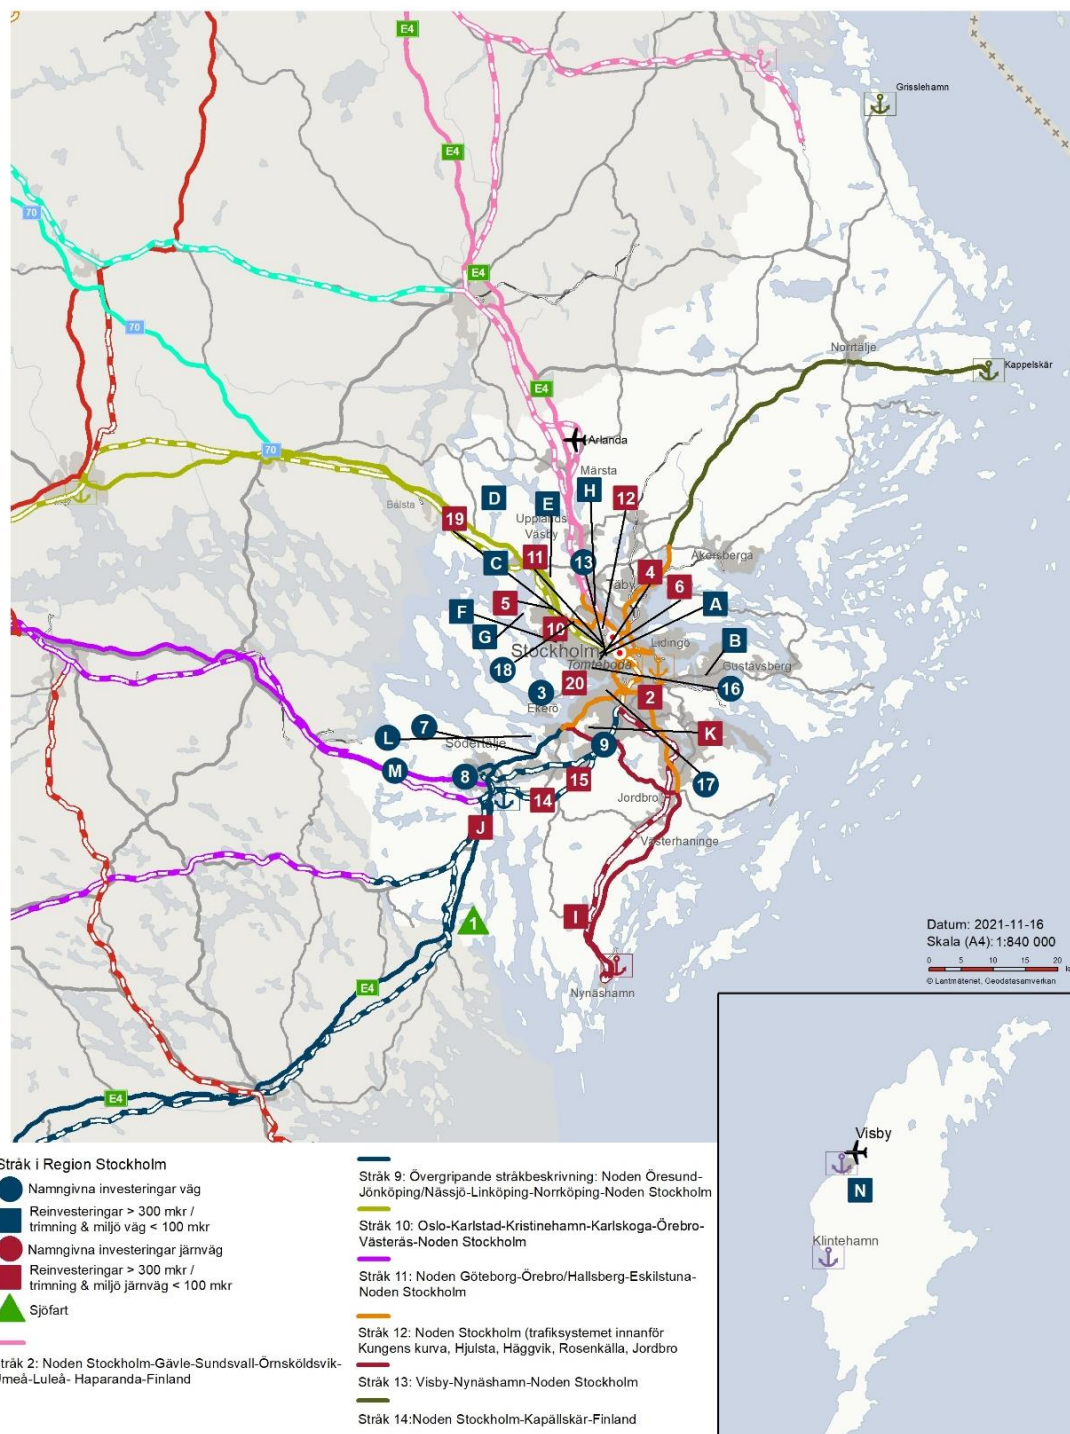 E4
Grisslehamn
E4
70
E4
70
Norrtälje
Kappelskär
E4
70
Arlanda
Märsta
Bålsta
D
E
H
12
19
Upplands
Väsby
C
11
13
Åkersberga
Täby
4
6
5
A
F
G
10
Stockholm
Lidingö
B
Tomteboda
Gustavsberg
18
20
16
3
2
Ekerö
L
7
K
Södertälje
9
M
8
15
17
14
Jordbro
J
Västerhaninge
I
1
Datum: 2021-11-16
Skala (A4): 1:840 000
0 5 10 15 20
© Lantmäteriet, Geodatasamverkan
E4
Nynäshamn
E4
Visby
N
Klintehamn
Stråk i Region Stockholm
Namngivna investeringar väg
Reinvesteringar > 300 mkr /
trimning & miljö väg < 100 mkr
Namngivna investeringar järnväg
Reinvesteringar > 300 mkr /
trimning & miljö järnväg < 100 mkr
Sjöfart
Stråk 2: Noden Stockholm-Gävle-Sundsvall-Örnsköldsvik-
Umeå-Luleå- Haparanda-Finland
Stråk 9: Övergripande stråkbeskrivning: Noden Öresund-
Jönköping/Nässjö-Linköping-Norrköping-Noden Stockholm
Stråk 10: Oslo-Karlstad-Kristinehamn-Karlskoga-Örebro-
Västerås-Noden Stockholm
Stråk 11: Noden Göteborg-Örebro/Hallsberg-Eskilstuna-
Noden Stockholm
Stråk 12: Noden Stockholm (trafiksystemet innanför
Kungens kurva, Hjulsta, Häggvik, Rosenkälla, Jordbro
Stråk 13: Visby-Nynäshamn-Noden Stockholm
Stråk 14:Noden Stockholm-Kapällskär-Finland